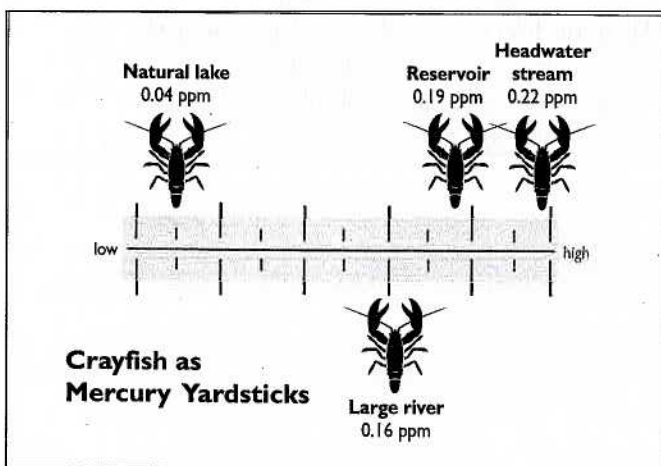 Headwater
stream
0.22 ppm
Natural lake
0.04 ppm
Reservoir
0.19 ppm
low
high
Crayfish as
Mercury Yardsticks
Large river
0.16 ppm